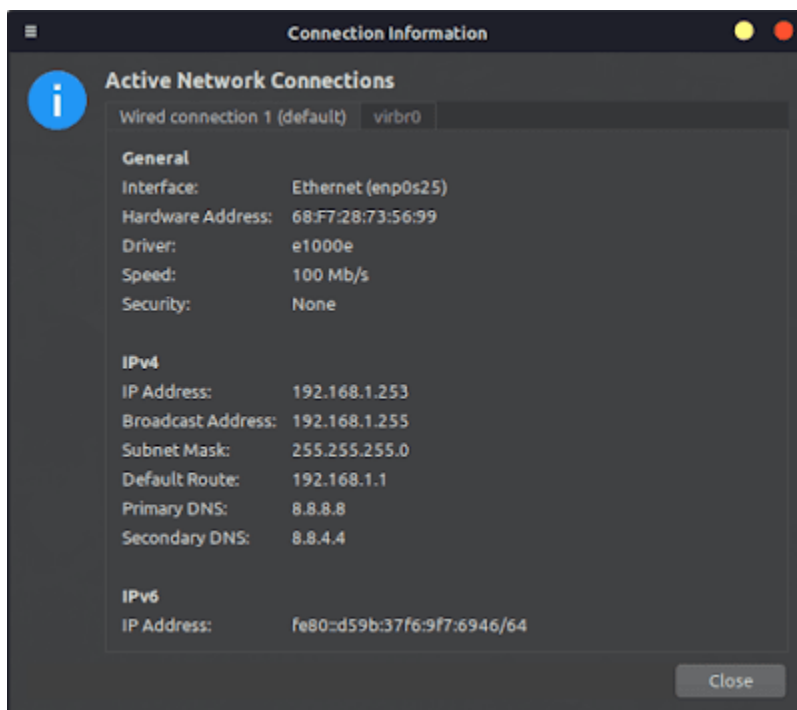 Connection Information
Active Network Connections
Wired connection 1 (default) virbr0
General
Interface: Ethernet (enp0s25)
Hardware Address: 68:F7:28:73:56:99
Driver: e1000e
Speed: 100 Mb/s
Security: None
IPv4
IP Address: 192.168.1.253
Broadcast Address: 192.168.1.255
Subnet Mask: 255.255.255.0
Default Route: 192.168.1.1
Primary DNS: 8.8.8.8
Secondary DNS: 8.8.4.4
IPv6
IP Address: fe80::d59b:37f6:9f7:6946/64
Close